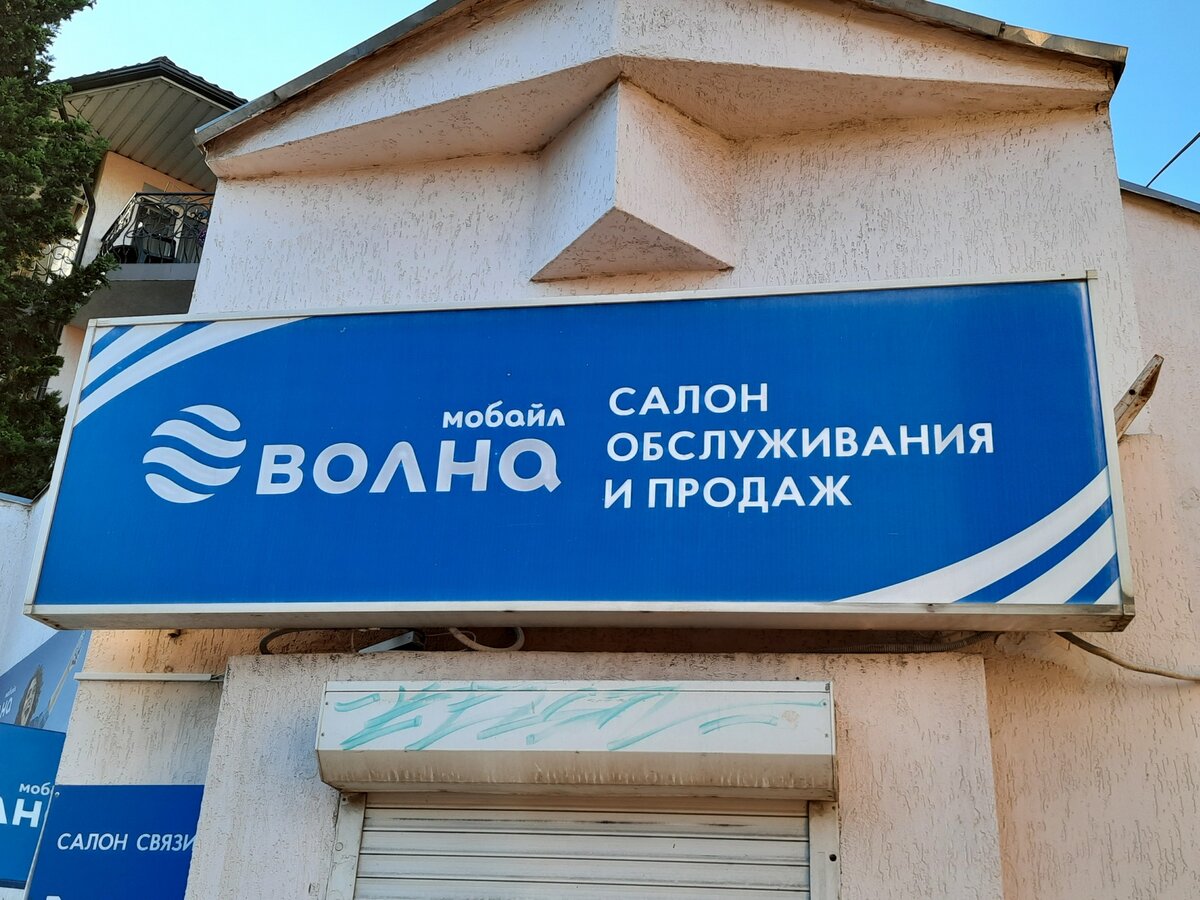 мобайл
волна
САЛОН
ОБСЛУЖИВАНИЯ
И ПРОДАЖ
САЛОН СВЯЗИ